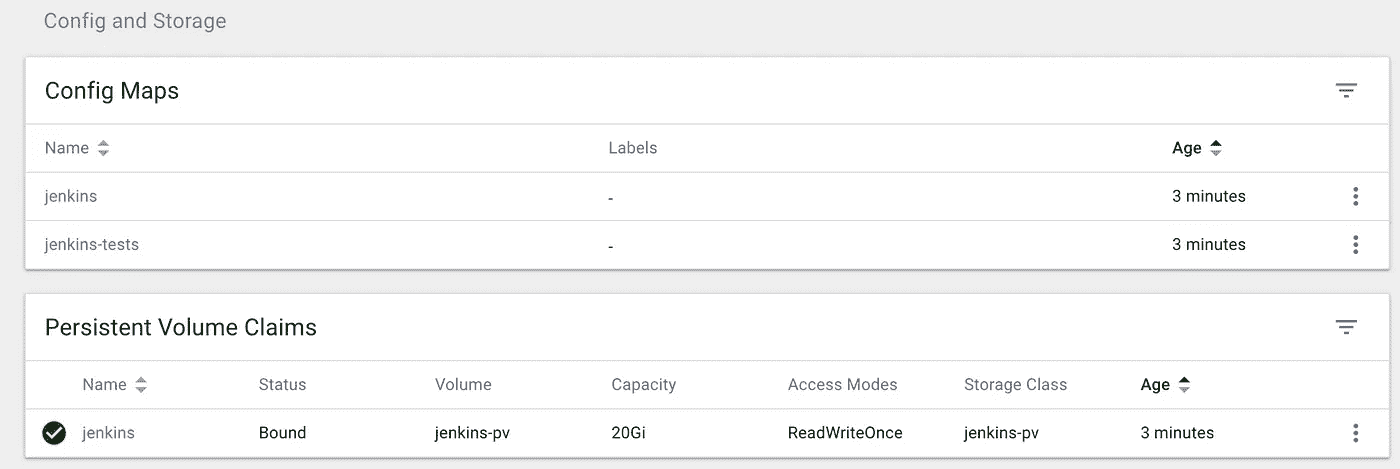 Config and Storage
Config Maps
Name Labels Age
jenkins - 3 minutes
jenkins-tests - 3 minutes
Persistent Volume Claims
Name Status Volume Capacity Access Modes Storage Class Age
jenkins Bound jenkins-pv 20Gi ReadWriteOnce jenkins-pv 3 minutes